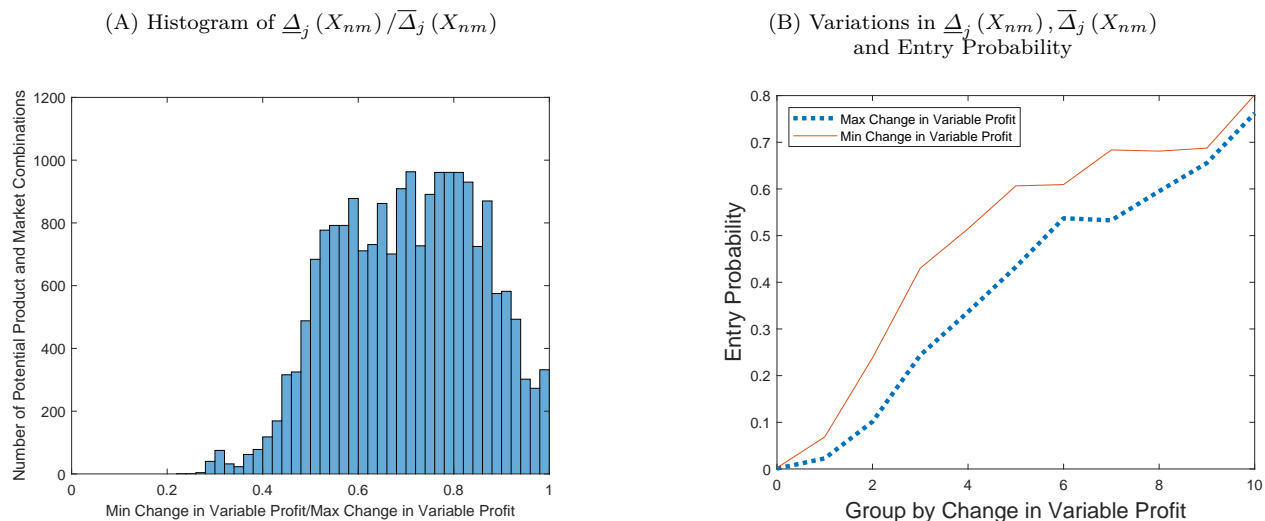 (A) Histogram of Δ̲_j (X_nm) / Δ̅_j (X_nm)
1200
1000
800
600
400
200
0
0 0.2 0.4 0.6 0.8 1
Number of Potential Product and Market Combinations
Min Change in Variable Profit/Max Change in Variable Profit
(B) Variations in Δ̲_j (X_nm) , Δ̅_j (X_nm)
and Entry Probability
Max Change in Variable Profit
Min Change in Variable Profit
0.8
0.7
0.6
0.5
0.4
0.3
0.2
0.1
0
0 2 4 6 8 10
Entry Probability
Group by Change in Variable Profit